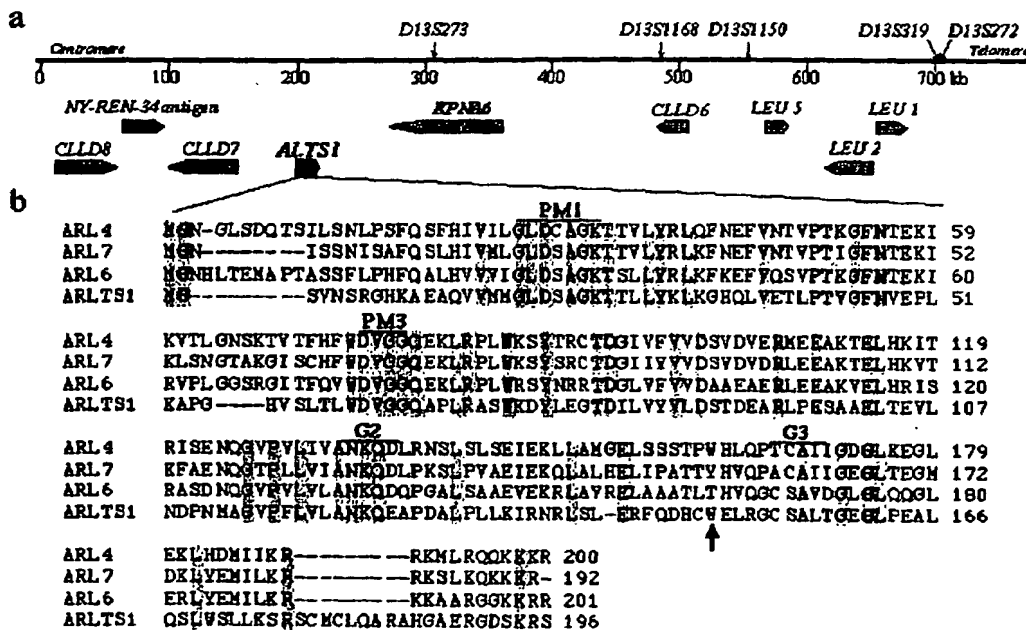 a
D13S273 D13S1168 D13S1150 D13S319 D13S272
Centromere Telomere
0 100 200 300 400 500 600 700 kb
NY-REN-34 antigen KPNB6 CLLD6 LEU 5 LEU 1
CLLD8 CLLD7 ALTS1 LEU 2
b
PM1
ARL4 MGN-GLSDQTSILSNLPSFQSFHIVILGLDCAGKTTVLYRLQFNEFVNTVPTKGFNTEKI 59
ARL7 MGN------ISSNISAFQSLHIVMLGLDSAGKTTVLYRLKFNEFVNTVPTIGFNTEKI 52
ARL6 MGNHLTEMAPTASSFLPHFQALHVVVIGLDSAGKTSLLYRLKFKEFVQSVPTKGFNTEKI 60
ARLTS1 MG---------SVNSRGHKAEAQVVMMGLDSAGKTTLLYKLKGHQLVETLPTVGFNVEPL 51
PM3
ARL4 KVTLGNSKTVTFHFWDVGGQEKLRPLWKSYTRCTDGIVFVVDSVDVERMEEAKTELHKIT 119
ARL7 KLSNGTAKGISCHFWDVGGQEKLRPLWKSYSRCTDGIIYVVDSVDVDRLEEAKTELHKVT 112
ARL6 RVPLGGSRGITFQVWDVGGQEKLRPLWRSYNRRTDGLVFVVDAAEAERLEEAKVELHRIS 120
ARLTS1 KAPG----HVSLTLWDVGGQAPLRASWKDYLEGTDILVYVLDSTDEARLPESAAELTEVL 107
G2 G3
ARL4 RISENQGVPVLIVANKQDLRNSLSLSEIEKLLAMGELSSSTPWHLQPTCAIIGDGLKEGL 179
ARL7 KFAENQGTPLLVIANKQDLPKSLPVAEIEKQLALHELIPATTYHVQPACAIIGEGLTEGM 172
ARL6 RASDNQGVPVLVLANKQDQPGALSAAEVEKRLAVRELAAATLTHVQGCSAVDGLGLQQGL 180
ARLTS1 NDPNMAGVPFLVLANKQEAPDALPLLKIRNRLSL-ERFQDHCWELRGCSALTGEGLPEAL 166
ARL4 EKLHDMIIKR---------RKMLRQQKKKR 200
ARL7 DKLYEMILKR---------RKSLKQKKKR- 192
ARL6 ERLYEMILKR---------KKAARGGKKRR 201
ARLTS1 QSLVSLLKSRSCMCLQARAHGAERGDSKRS 196